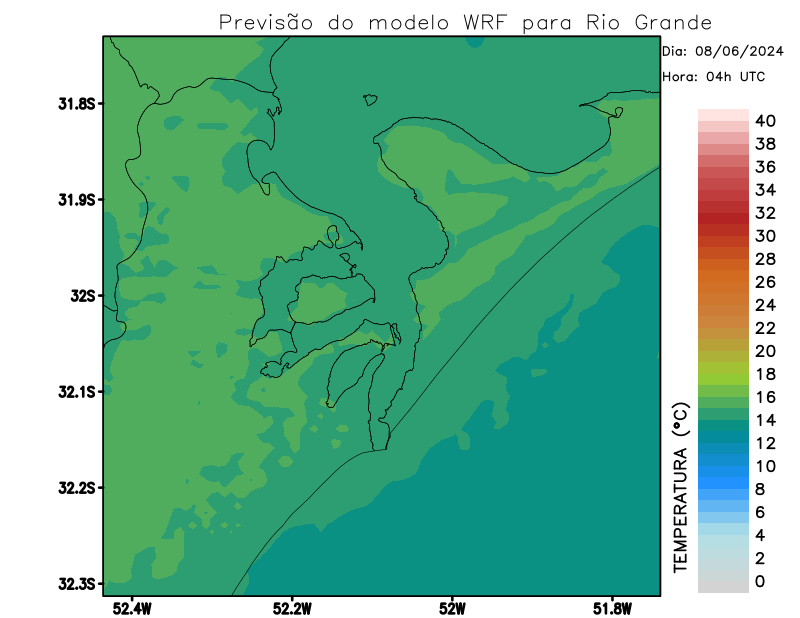 Previsão do modelo WRF para Rio Grande
Dia: 08/06/2024
Hora: 04h UTC
31.8S
31.9S
32S
32.1S
32.2S
32.3S
52.4W
52.2W
52W
51.8W
TEMPERATURA (°C)
40
38
36
34
32
30
28
26
24
22
20
18
16
14
12
10
8
6
4
2
0